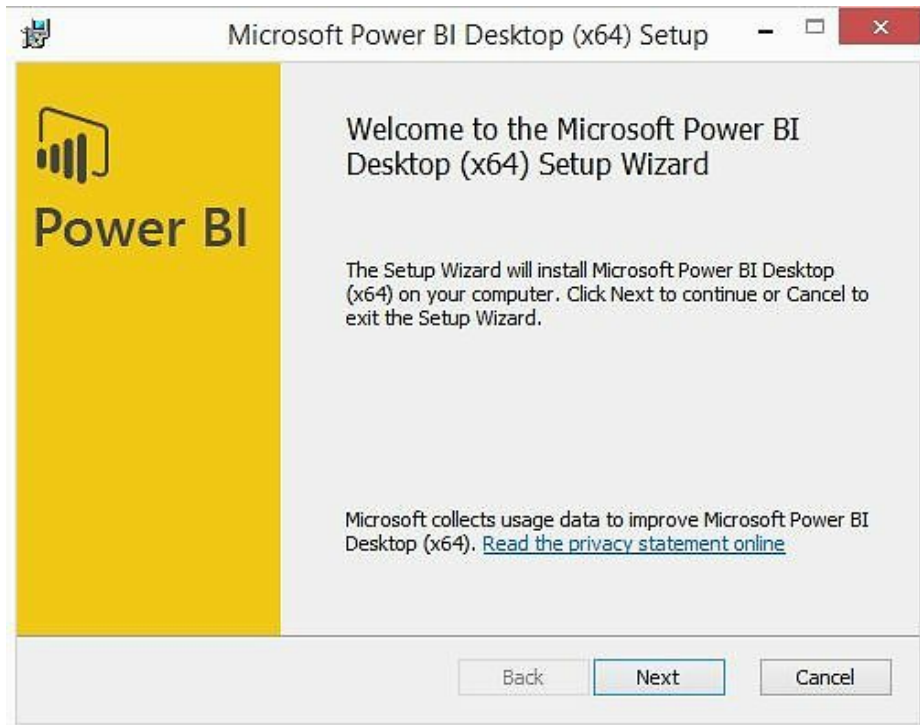 Microsoft Power BI Desktop (x64) Setup
Power BI
Welcome to the Microsoft Power BI
Desktop (x64) Setup Wizard
The Setup Wizard will install Microsoft Power BI Desktop
(x64) on your computer. Click Next to continue or Cancel to
exit the Setup Wizard.
Microsoft collects usage data to improve Microsoft Power BI
Desktop (x64). Read the privacy statement online
Back Next Cancel